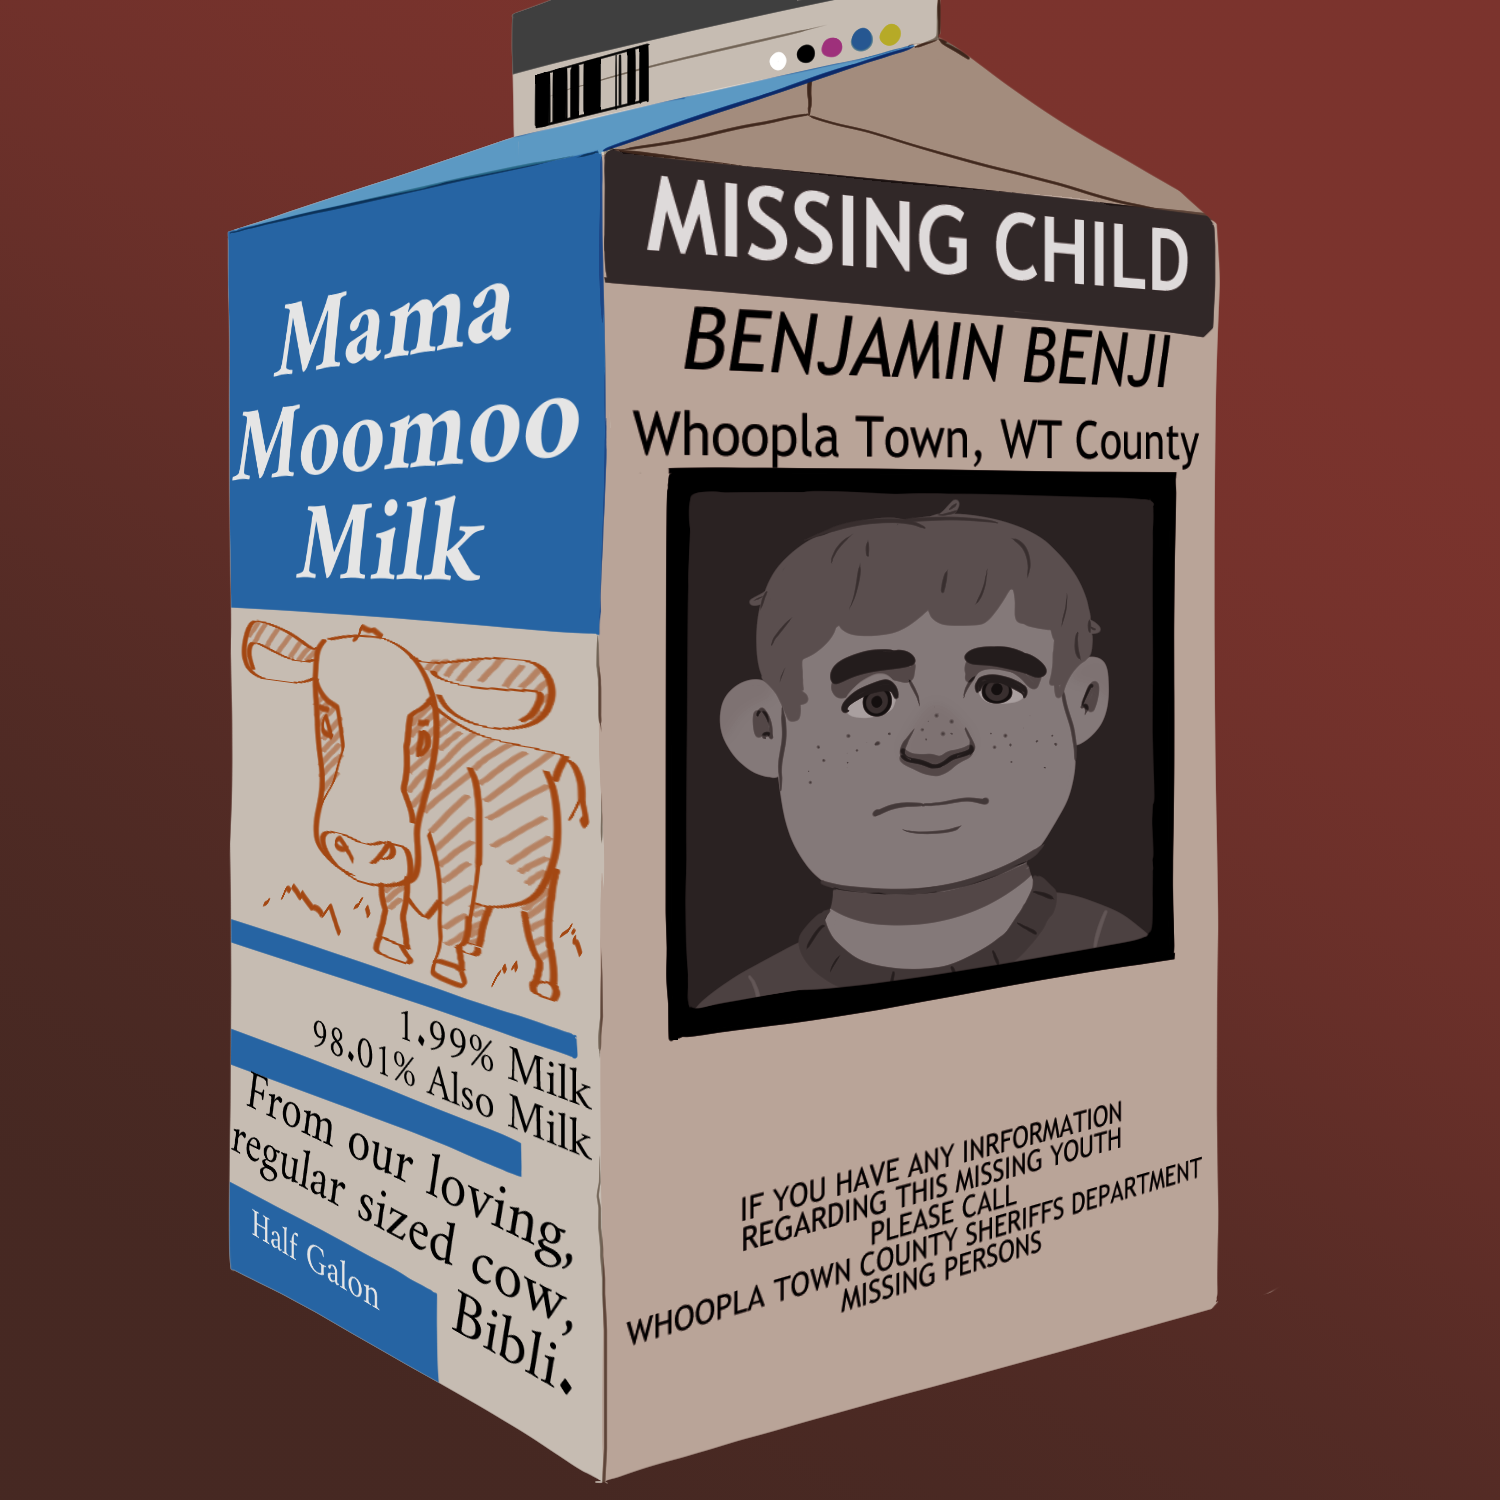 Mama
Moomoo
Milk
1.99% Milk
98.01% Also Milk
From our loving,
regular sized cow,
Bibli.
Half Galon
MISSING CHILD
BENJAMIN BENJI
Whoopla Town, WT County
IF YOU HAVE ANY INRFORMATION
REGARDING THIS MISSING YOUTH
PLEASE CALL
WHOOPLA TOWN COUNTY SHERIFFS DEPARTMENT
MISSING PERSONS